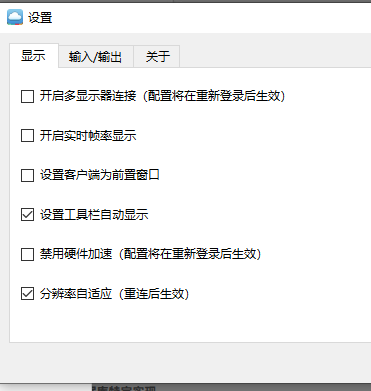 设置
显示
输入/输出
关于
开启多显示器连接（配置将在重新登录后生效）
开启实时帧率显示
设置客户端为前置窗口
设置工具栏自动显示
禁用硬件加速（配置将在重新登录后生效）
分辨率自适应（重连后生效）